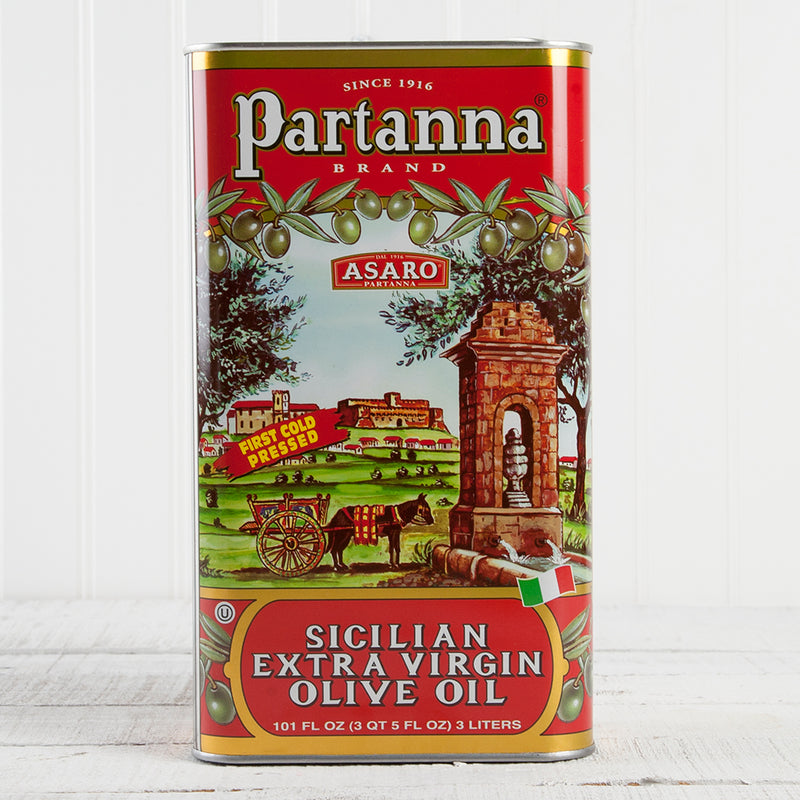 SINCE 1916
Partanna®
BRAND
DAL 1916
ASARO
PARTANNA
FIRST COLD
PRESSED
U
SICILIAN
EXTRA VIRGIN
OLIVE OIL
101 FL OZ (3 QT 5 FL OZ) 3 LITERS